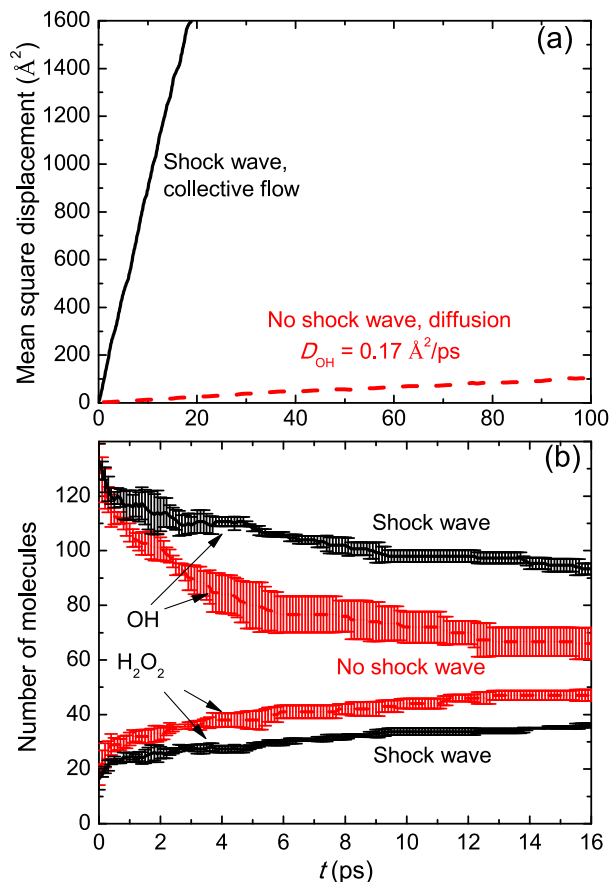 (a)
1600
1400
1200
1000
800
600
400
200
0
Mean square displacement (Å²)
Shock wave,
collective flow
No shock wave, diffusion
D_OH = 0.17 Å²/ps
0 20 40 60 80 100
(b)
120
100
80
60
40
20
0
Number of molecules
Shock wave
OH
No shock wave
H₂O₂
Shock wave
0 2 4 6 8 10 12 14 16
t (ps)